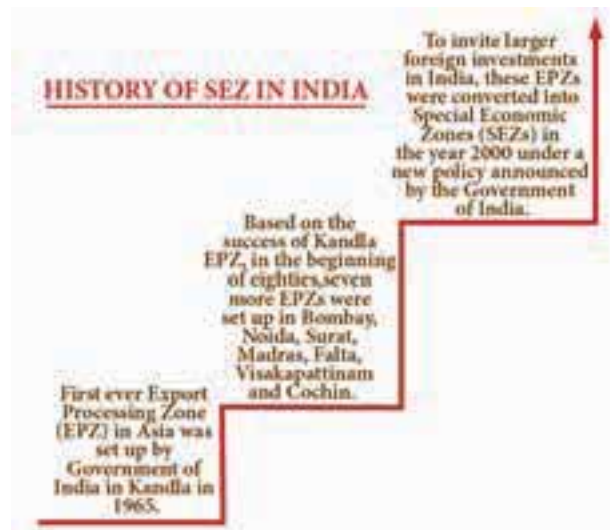 HISTORY OF SEZ IN INDIA
First ever Export
Processing Zone
(EPZ) in Asia was
set up by
Government of
India in Kandla in
1965.
Based on the
success of Kandla
EPZ, in the beginning
of eighties,seven
more EPZs were
set up in Bombay,
Noida, Surat,
Madras, Falta,
Visakapattinam
and Cochin.
To invite larger
foreign investments
in India, these EPZs
were converted into
Special Economic
Zones (SEZs) in
the year 2000 under a
new policy announced
by the Government
of India.